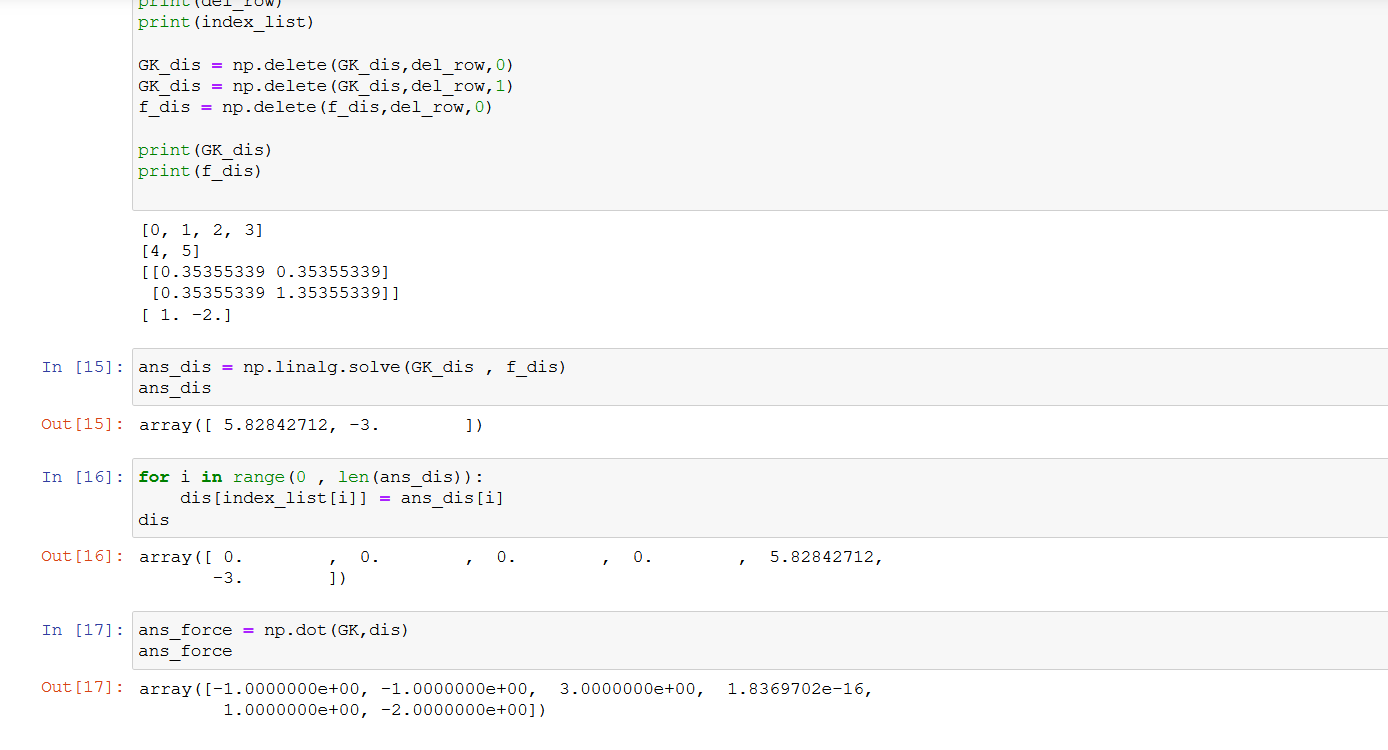 print(del_row)
print(index_list)
GK_dis = np.delete(GK_dis,del_row,0)
GK_dis = np.delete(GK_dis,del_row,1)
f_dis = np.delete(f_dis,del_row,0)
print(GK_dis)
print(f_dis)
[0, 1, 2, 3]
[4, 5]
[[0.35355339 0.35355339]
 [0.35355339 1.35355339]]
[ 1. -2.]
In [15]: ans_dis = np.linalg.solve(GK_dis , f_dis)
ans_dis
Out[15]: array([ 5.82842712, -3.        ])
In [16]: for i in range(0 , len(ans_dis)):
    dis[index_list[i]] = ans_dis[i]
dis
Out[16]: array([ 0.        ,  0.        ,  0.        ,  0.        ,  5.82842712,
       -3.        ])
In [17]: ans_force = np.dot(GK,dis)
ans_force
Out[17]: array([-1.0000000e+00, -1.0000000e+00,  3.0000000e+00,  1.8369702e-16,
        1.0000000e+00, -2.0000000e+00])